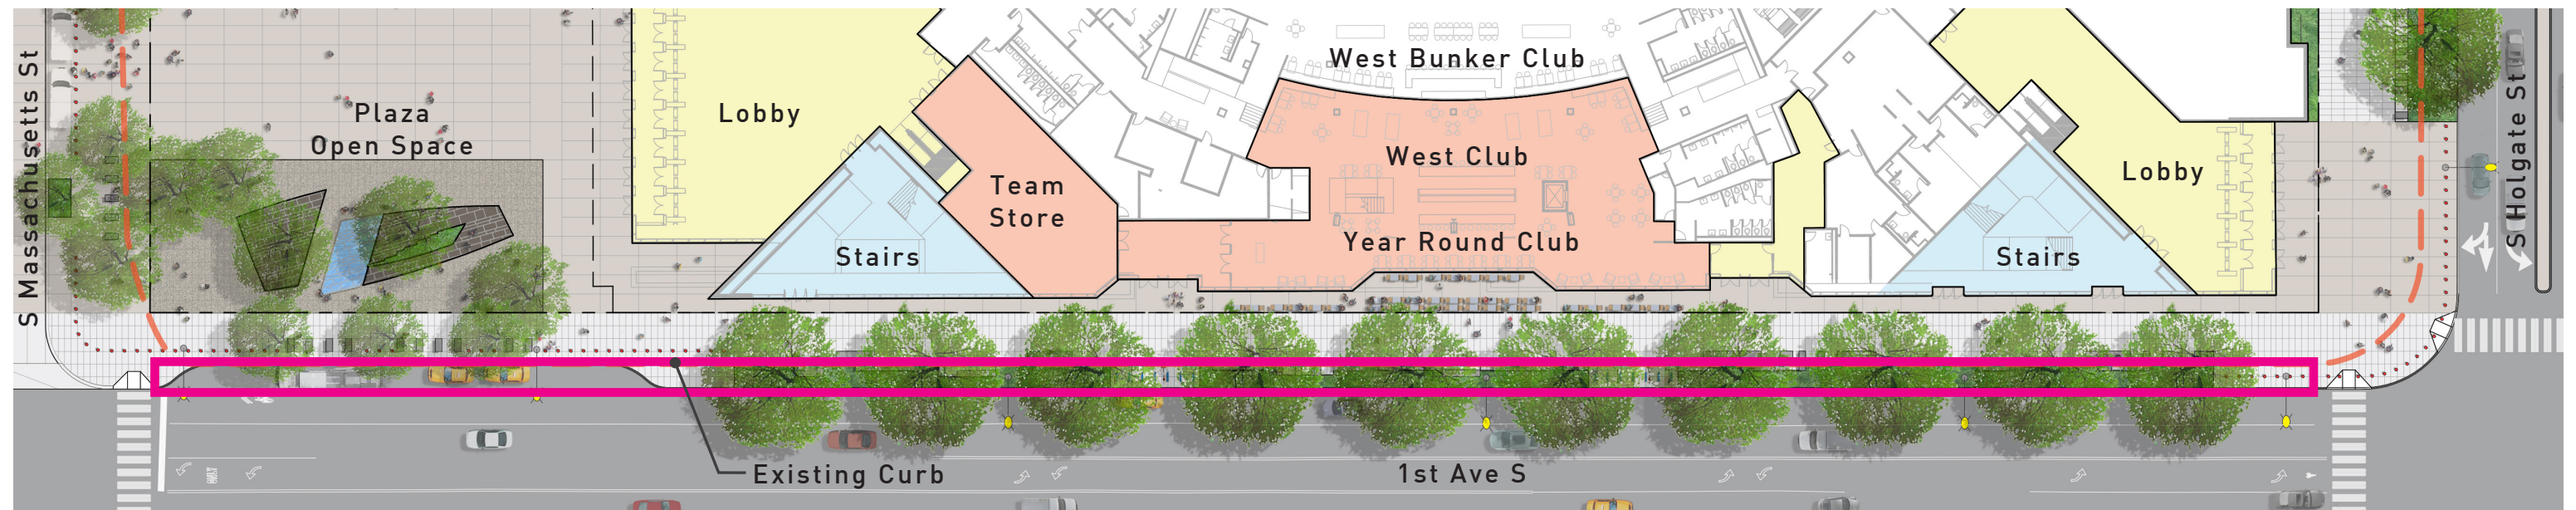 S Massachusetts St
Plaza
Open Space
Lobby
Stairs
Team
Store
West Bunker Club
West Club
Year Round Club
Lobby
Stairs
S Holgate St
Existing Curb
1st Ave S